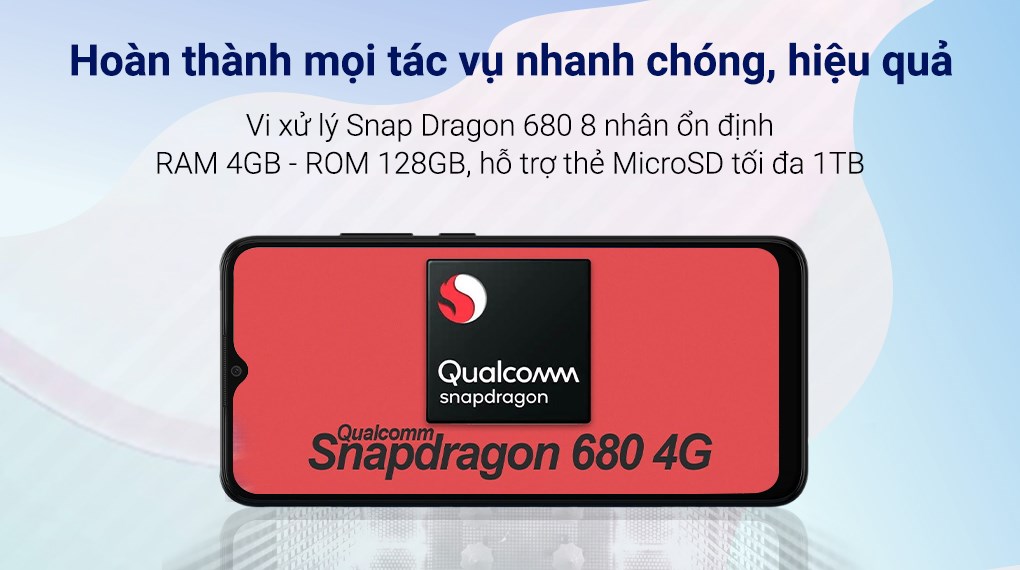 Hoàn thành mọi tác vụ nhanh chóng, hiệu quả
Vi xử lý Snap Dragon 680 8 nhân ổn định
RAM 4GB - ROM 128GB, hỗ trợ thẻ MicroSD tối đa 1TB
Qualcomm
snapdragon
Qualcomm
Snapdragon 680 4G